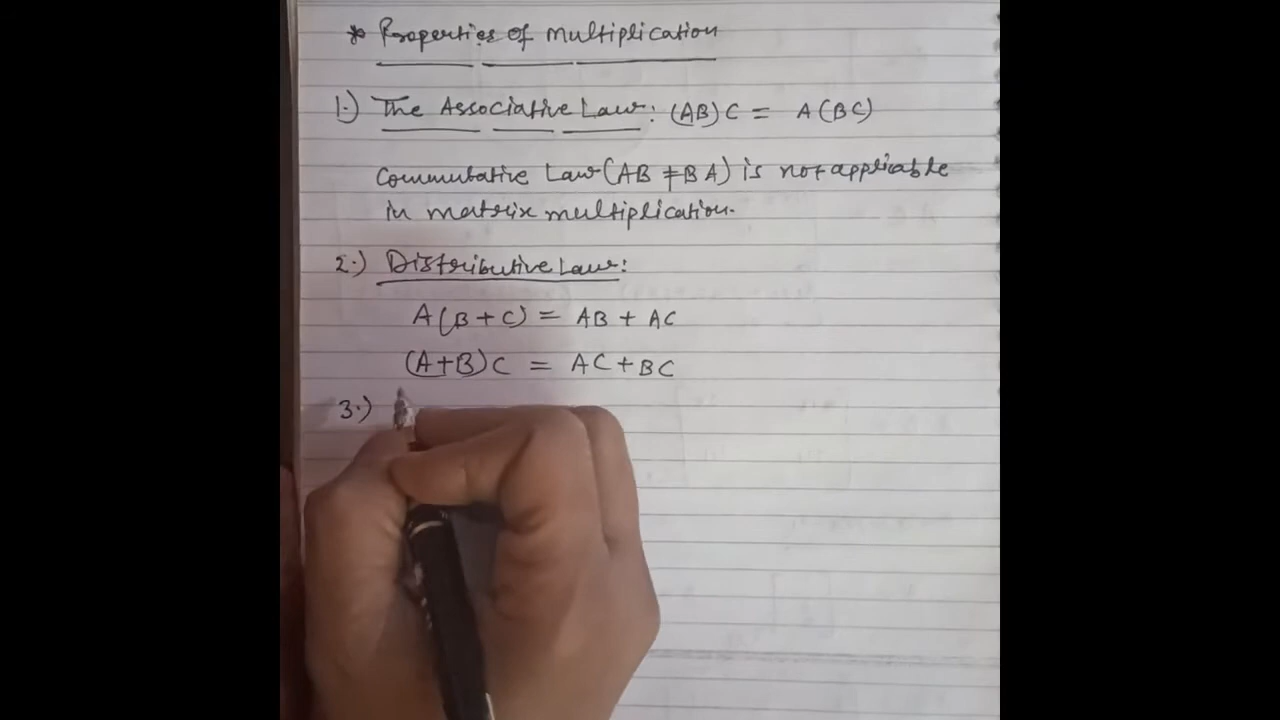 * Properties of multiplication
1.) The Associative Law: (AB)C = A(BC)
Commutative Law (AB ≠ BA) is not applicable
in matrix multiplication.
2.) Distributive Law:
A(B+C) = AB + AC
(A+B)C = AC + BC
3.)